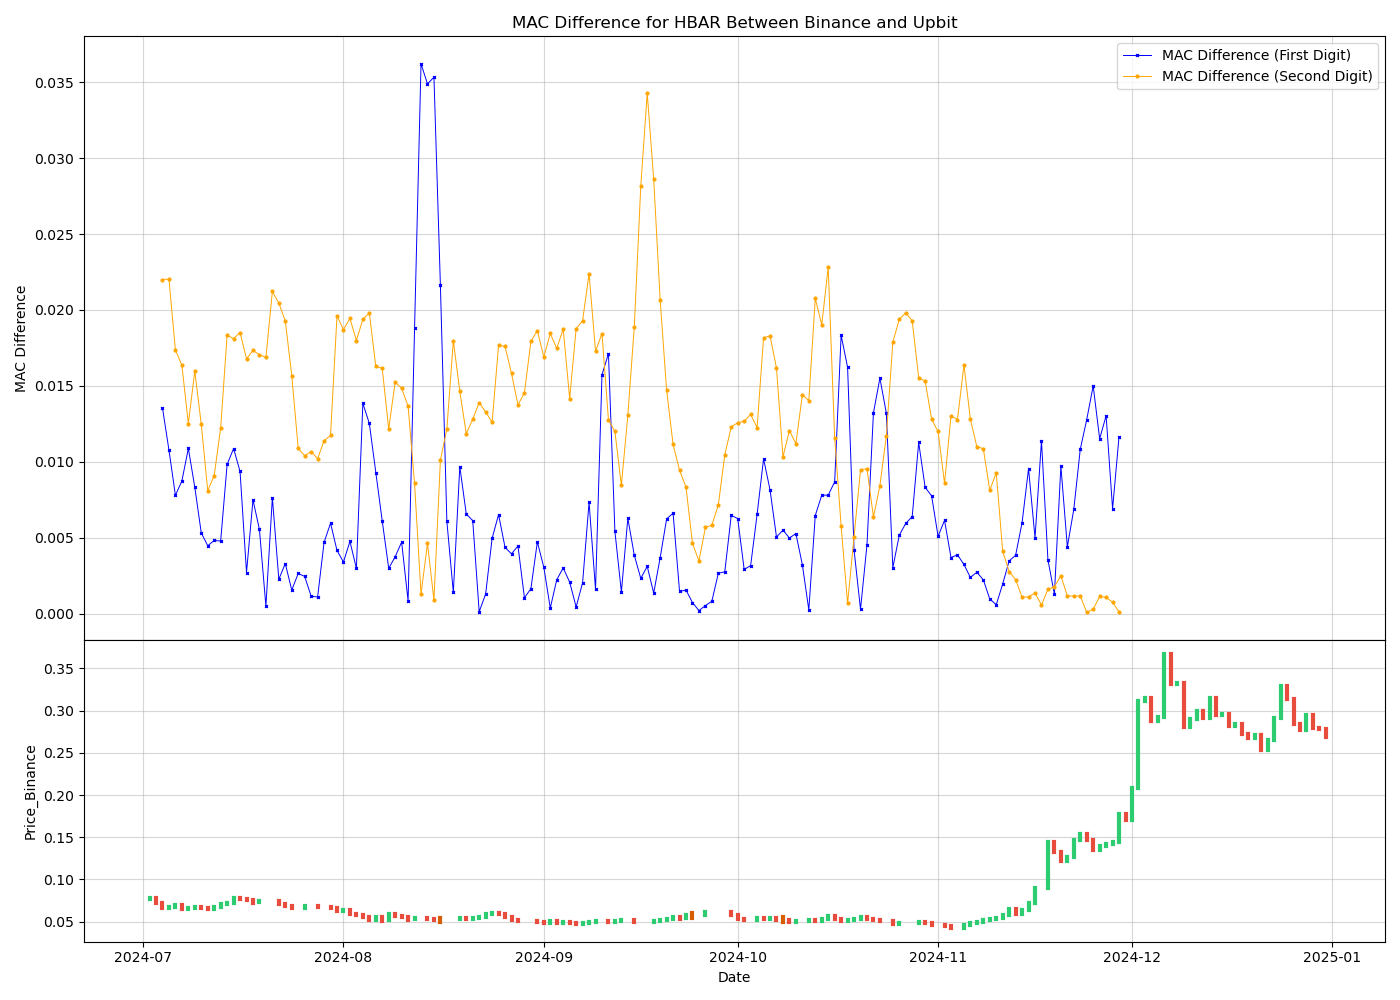 MAC Difference for HBAR Between Binance and Upbit
MAC Difference (First Digit)
MAC Difference (Second Digit)
MAC Difference
0.035
0.030
0.025
0.020
0.015
0.010
0.005
0.000
Price_Binance
0.35
0.30
0.25
0.20
0.15
0.10
0.05
2024-07 2024-08 2024-09 2024-10 2024-11 2024-12 2025-01
Date